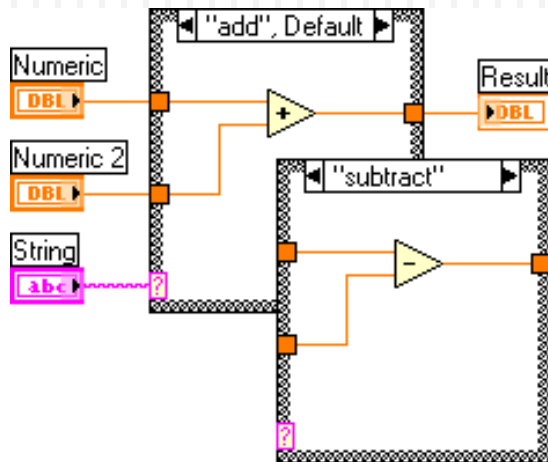 "add", Default
Numeric
DBL
+
Result
DBL
Numeric 2
DBL
"subtract"
String
abc
-
?
?